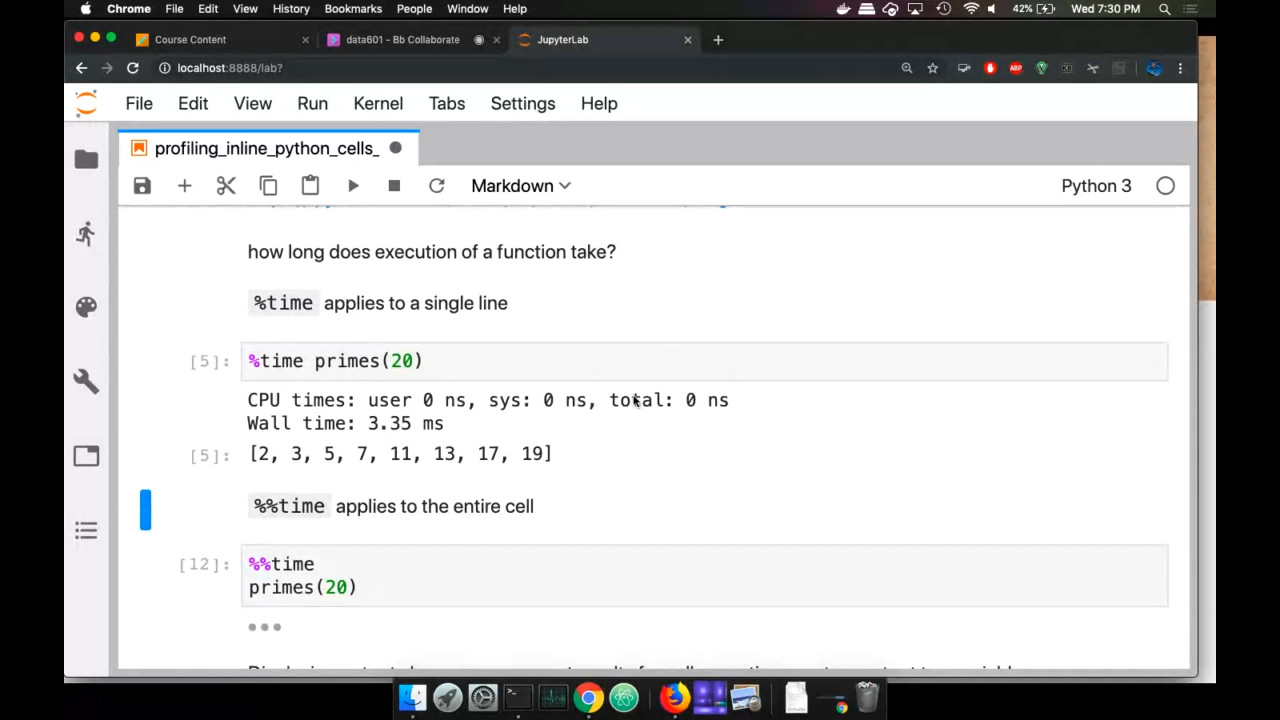 Chrome File Edit View History Bookmarks People Window Help 42% Wed 7:30 PM
Course Content data601 - Bb Collaborate JupyterLab
localhost:8888/lab?
ABP
File Edit View Run Kernel Tabs Settings Help
profiling_inline_python_cells_
Markdown Python 3
how long does execution of a function take?
%time applies to a single line
[5]: %time primes(20)
CPU times: user 0 ns, sys: 0 ns, total: 0 ns
Wall time: 3.35 ms
[5]: [2, 3, 5, 7, 11, 13, 17, 19]
%%time applies to the entire cell
[12]: %%time
primes(20)